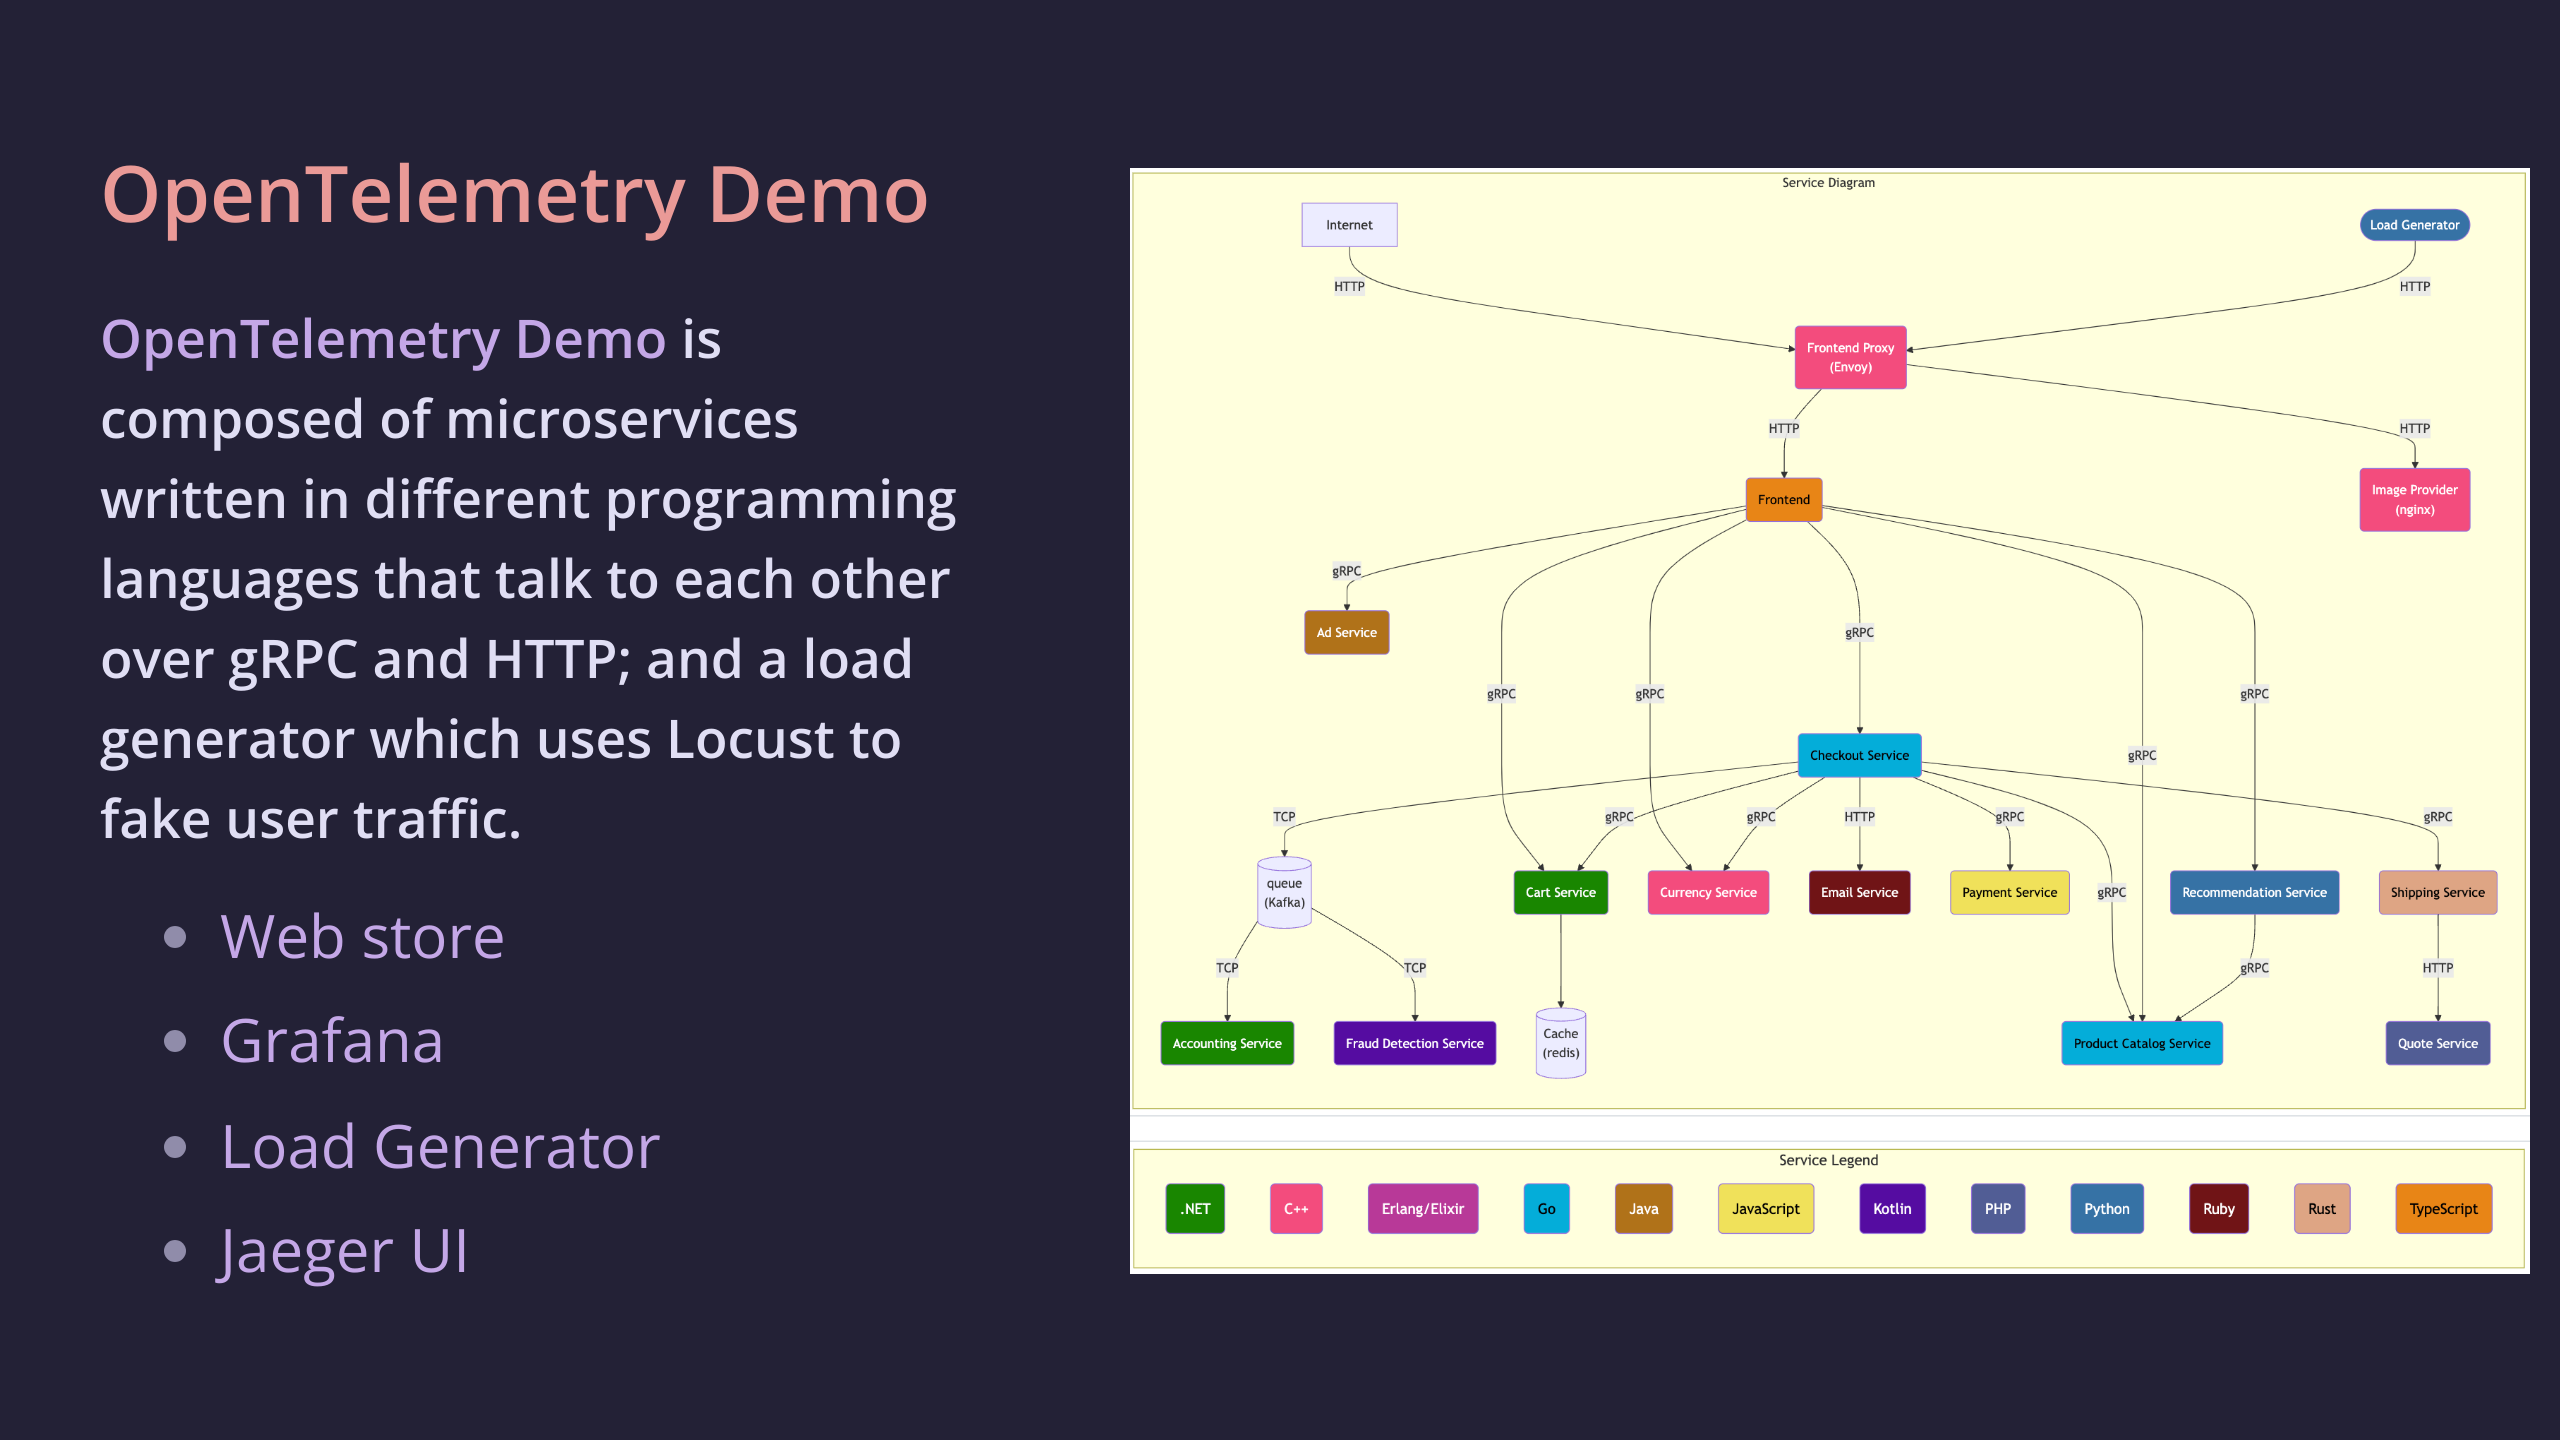 OpenTelemetry Demo
OpenTelemetry Demo is
composed of microservices
written in different programming
languages that talk to each other
over gRPC and HTTP; and a load
generator which uses Locust to
fake user traffic.
Web store
Grafana
Load Generator
Jaeger UI
Service Diagram
Internet
Load Generator
HTTP
HTTP
Frontend Proxy
(Envoy)
HTTP
HTTP
Frontend
Image Provider
(nginx)
gRPC
Ad Service
gRPC
gRPC
gRPC
gRPC
gRPC
Checkout Service
TCP
gRPC
gRPC
HTTP
gRPC
gRPC
gRPC
queue
(Kafka)
Cart Service
Currency Service
Email Service
Payment Service
gRPC
Recommendation Service
Shipping Service
TCP
TCP
gRPC
HTTP
Accounting Service
Fraud Detection Service
Cache
(redis)
Product Catalog Service
Quote Service
Service Legend
.NET
C++
Erlang/Elixir
Go
Java
JavaScript
Kotlin
PHP
Python
Ruby
Rust
TypeScript